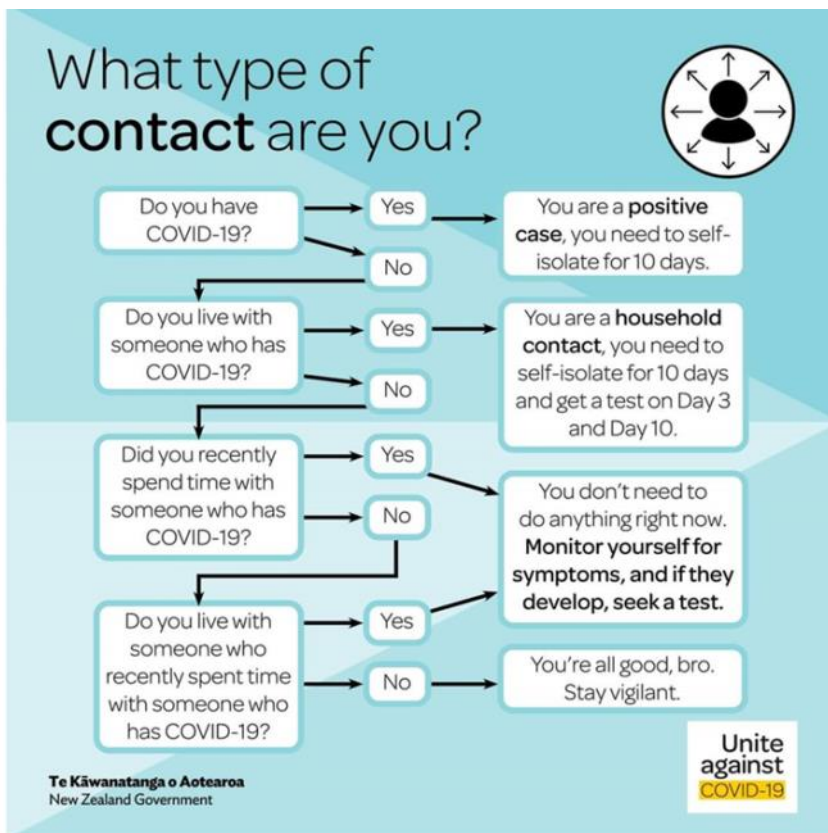 What type of
contact are you?
Do you have
COVID-19?
Yes
You are a positive
case, you need to self-
isolate for 10 days.
No
Do you live with
someone who has
COVID-19?
Yes
You are a household
contact, you need to
self-isolate for 10 days
and get a test on Day 3
and Day 10.
No
Did you recently
spend time with
someone who has
COVID-19?
Yes
No
You don't need to
do anything right now.
Monitor yourself for
symptoms, and if they
develop, seek a test.
Do you live with
someone who
recently spent time
with someone who
has COVID-19?
Yes
No
You're all good, bro.
Stay vigilant.
Te Kāwanatanga o Aotearoa
New Zealand Government
Unite
against
COVID-19